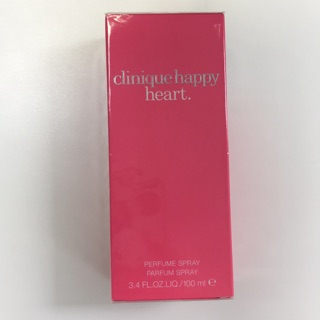 clinique happy
heart.
PERFUME SPRAY
PARFUM SPRAY
3.4 FL.OZ.LIQ./100 ml ℮